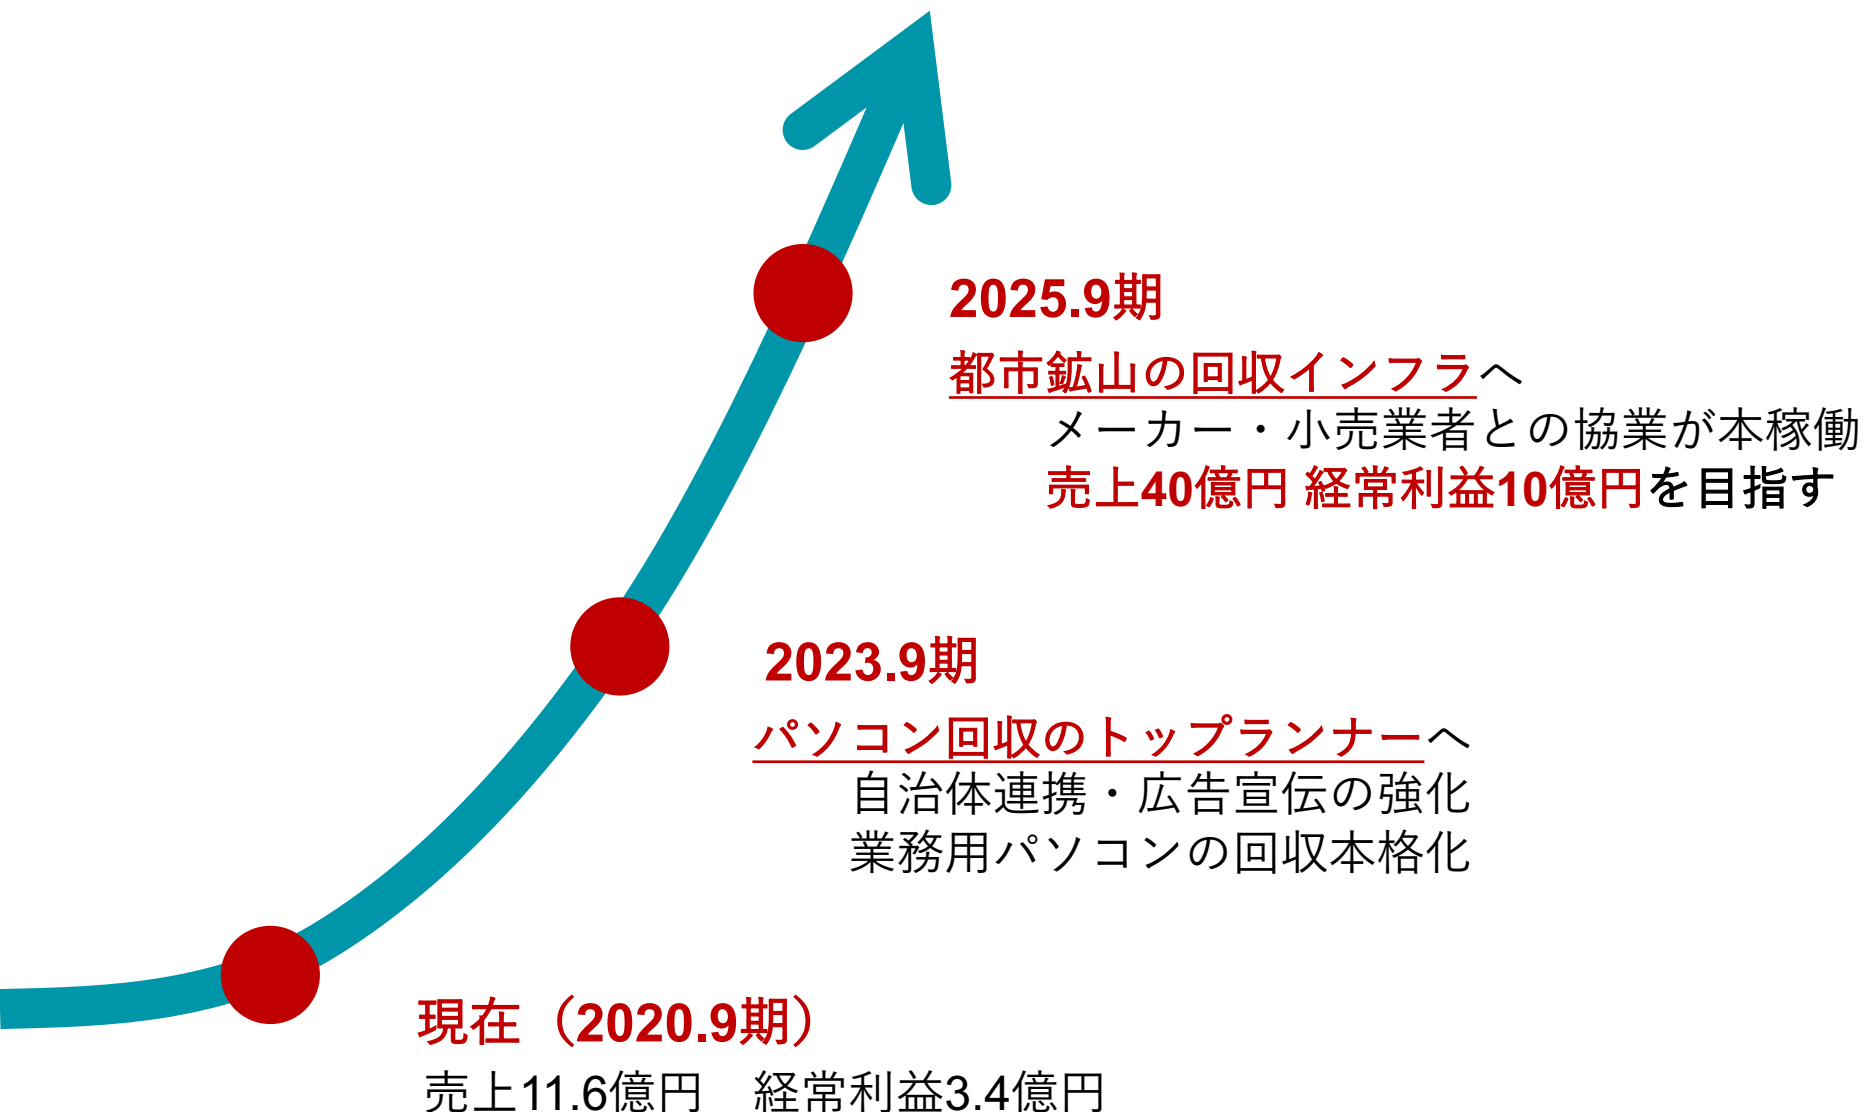 2025.9期
都市鉱山の回収インフラへ
メーカー・小売業者との協業が本稼働
売上40億円 経常利益10億円を目指す
2023.9期
パソコン回収のトップランナーへ
自治体連携・広告宣伝の強化
業務用パソコンの回収本格化
現在（2020.9期）
売上11.6億円　経常利益3.4億円